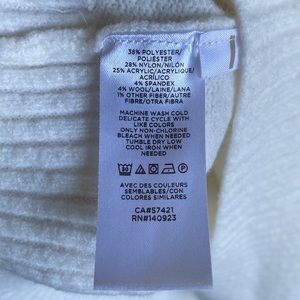 38% POLYESTER/
POLIÉSTER
28% NYLON/NILÓN
25% ACRYLIC/ACRYLIQUE/
ACRÍLICO
4% SPANDEX
4% WOOL/LAINE/LANA
1% OTHER FIBER/AUTRE
FIBRE/OTRA FIBRA
MACHINE WASH COLD
DELICATE CYCLE WITH
LIKE COLORS
ONLY NON-CHLORINE
BLEACH WHEN NEEDED
TUMBLE DRY LOW
COOL IRON WHEN
NEEDED
AVEC DES COULEURS
SEMBLABLES/CON
COLORES SIMILARES
CA#57421
RN#140923